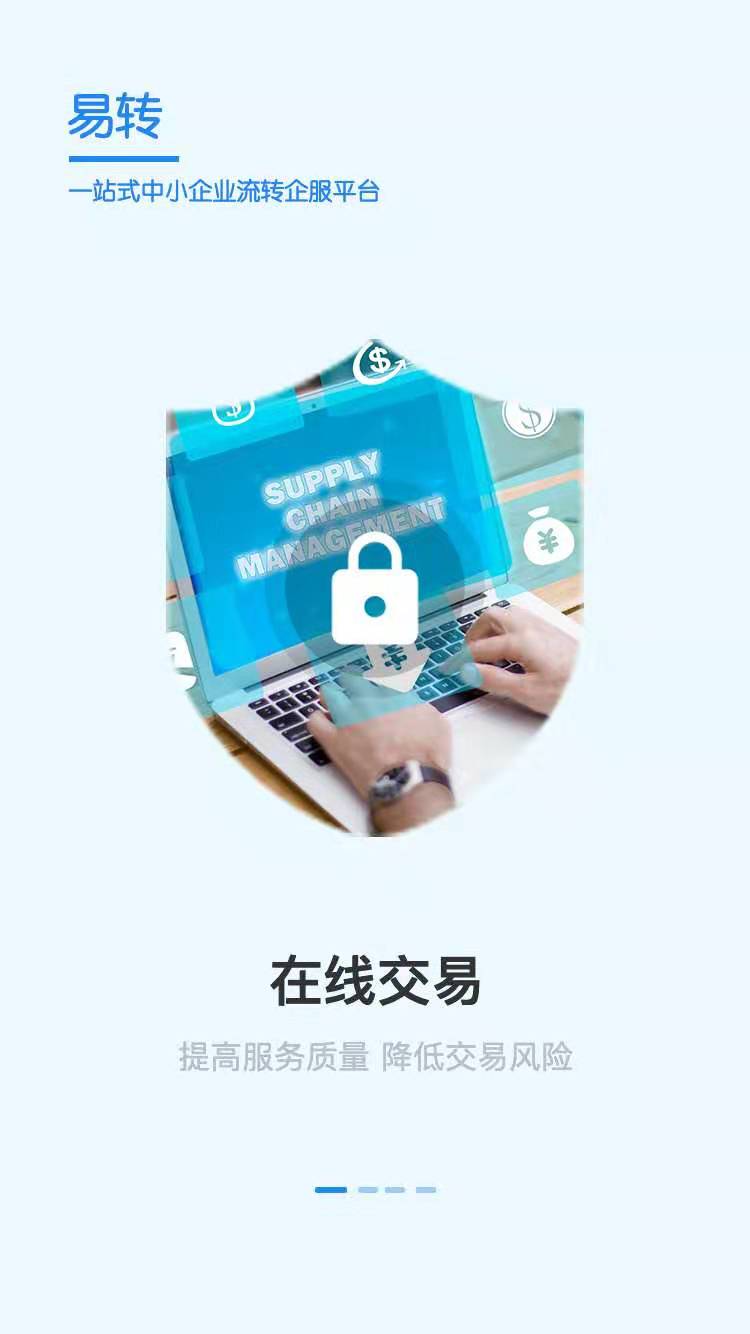 易转
一站式中小企业流转企服平台
SUPPLY
CHAIN
MANAGEMENT
在线交易
提高服务质量 降低交易风险